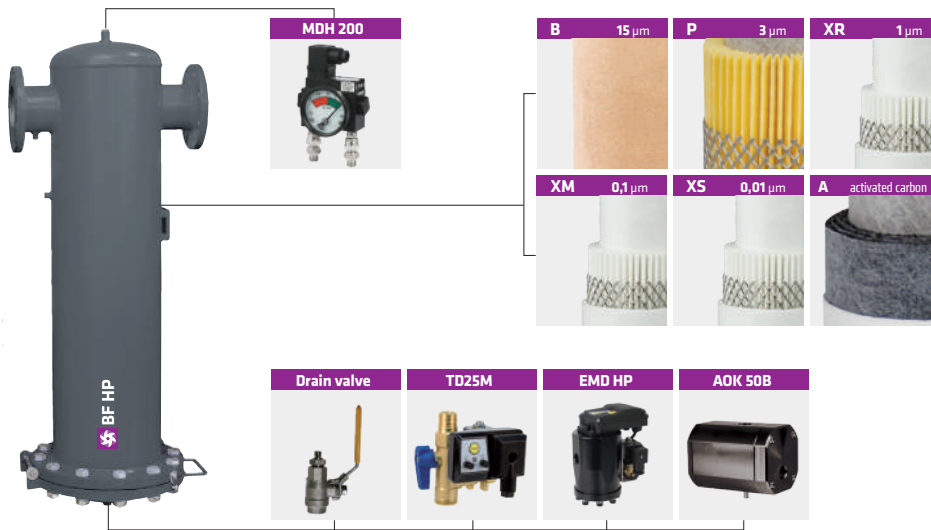 MDH 200
B 15 µm
P 3 µm
XR 1 µm
XM 0,1 µm
XS 0,01 µm
A activated carbon
BF HP
Drain valve
TD25M
EMD HP
AOK 50B